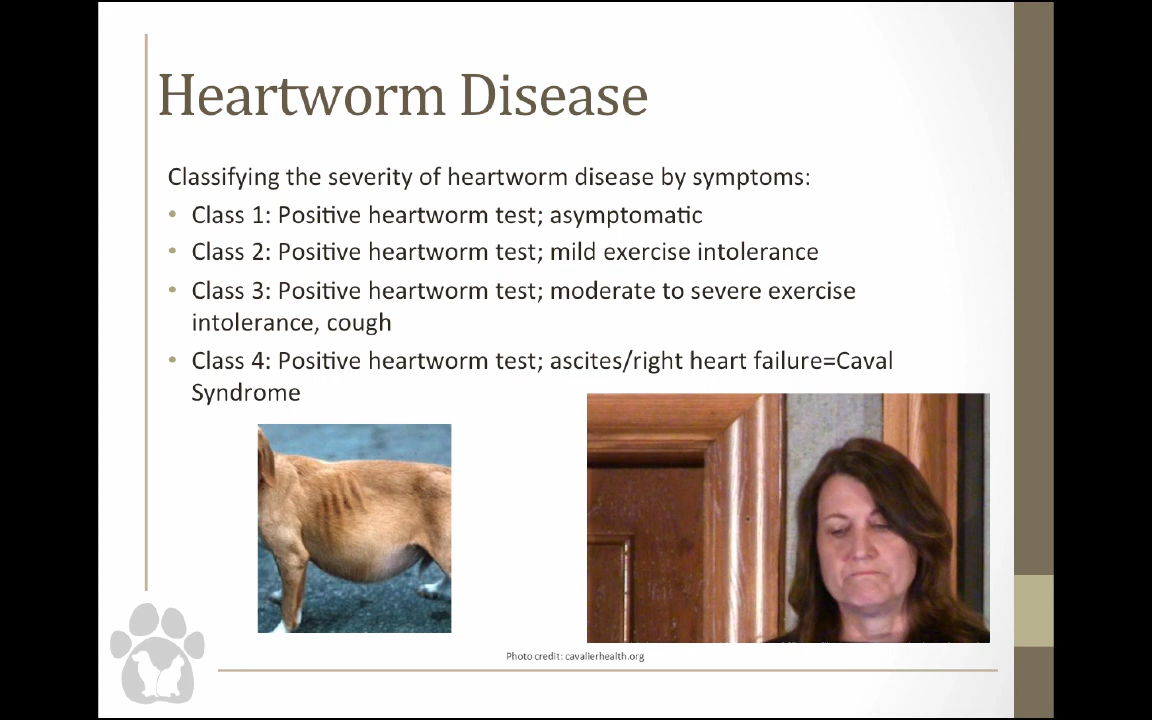 Heartworm Disease
Classifying the severity of heartworm disease by symptoms:
• Class 1: Positive heartworm test; asymptomatic
• Class 2: Positive heartworm test; mild exercise intolerance
• Class 3: Positive heartworm test; moderate to severe exercise
intolerance, cough
• Class 4: Positive heartworm test; ascites/right heart failure=Caval
Syndrome
Photo credit: cavalierhealth.org